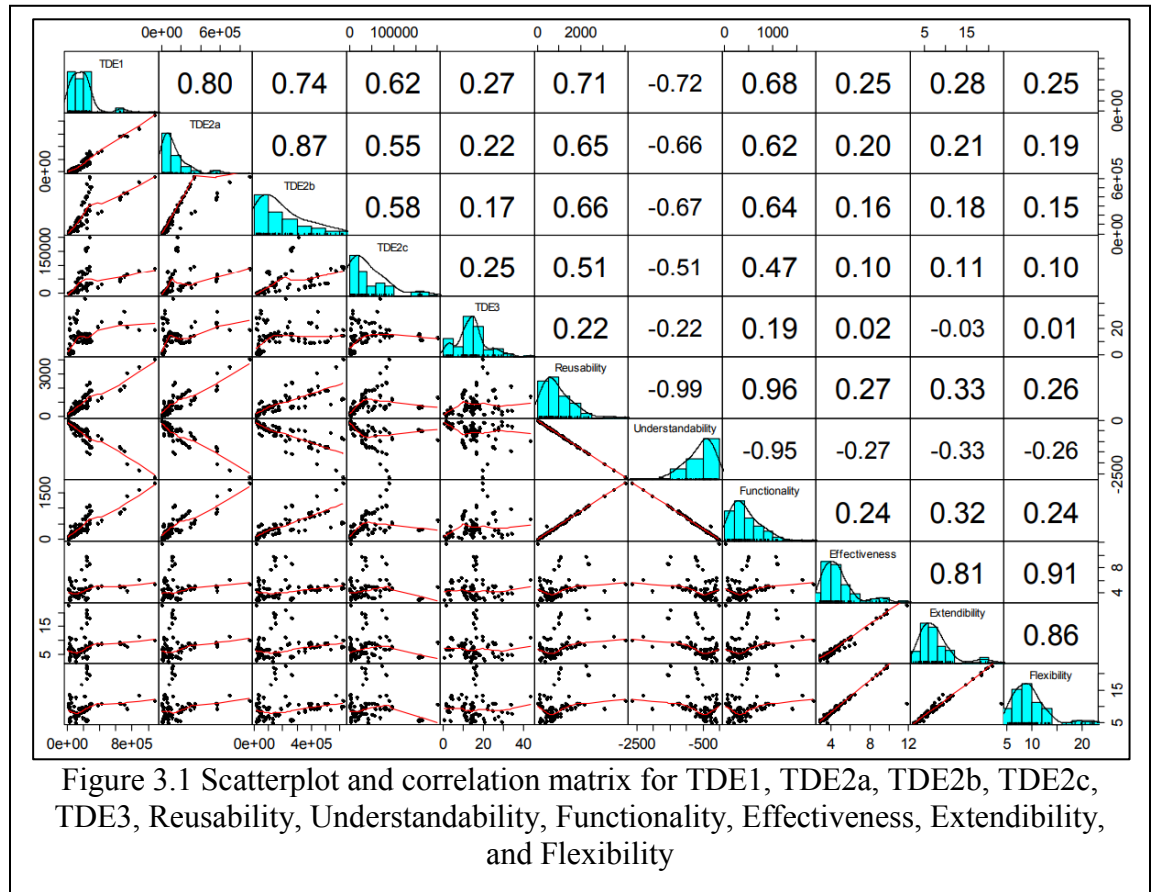 0e+00 6e+05 0 100000 0 2000 0 1000 5 15
TDE1 0.80 0.74 0.62 0.27 0.71 -0.72 0.68 0.25 0.28 0.25 0e+00
0e+00 TDE2a 0.87 0.55 0.22 0.65 -0.66 0.62 0.20 0.21 0.19
TDE2b 0.58 0.17 0.66 -0.67 0.64 0.16 0.18 0.15 0e+00 6e+05
0 15000 TDE2c 0.25 0.51 -0.51 0.47 0.10 0.11 0.10
TDE3 0.22 -0.22 0.19 0.02 -0.03 0.01 0 20
0 3000 Reusability -0.99 0.96 0.27 0.33 0.26
Understandability -0.95 -0.27 -0.33 -0.26 -2500 0
0 1500 Functionality 0.24 0.32 0.24
Effectiveness 0.81 0.91 4 8
5 15 Extendibility 0.86
Flexibility 5 15
0e+00 8e+05 0e+00 4e+05 0 20 40 -2500 -500 4 8 12 5 10 20
Figure 3.1 Scatterplot and correlation matrix for TDE1, TDE2a, TDE2b, TDE2c,
TDE3, Reusability, Understandability, Functionality, Effectiveness, Extendibility,
and Flexibility